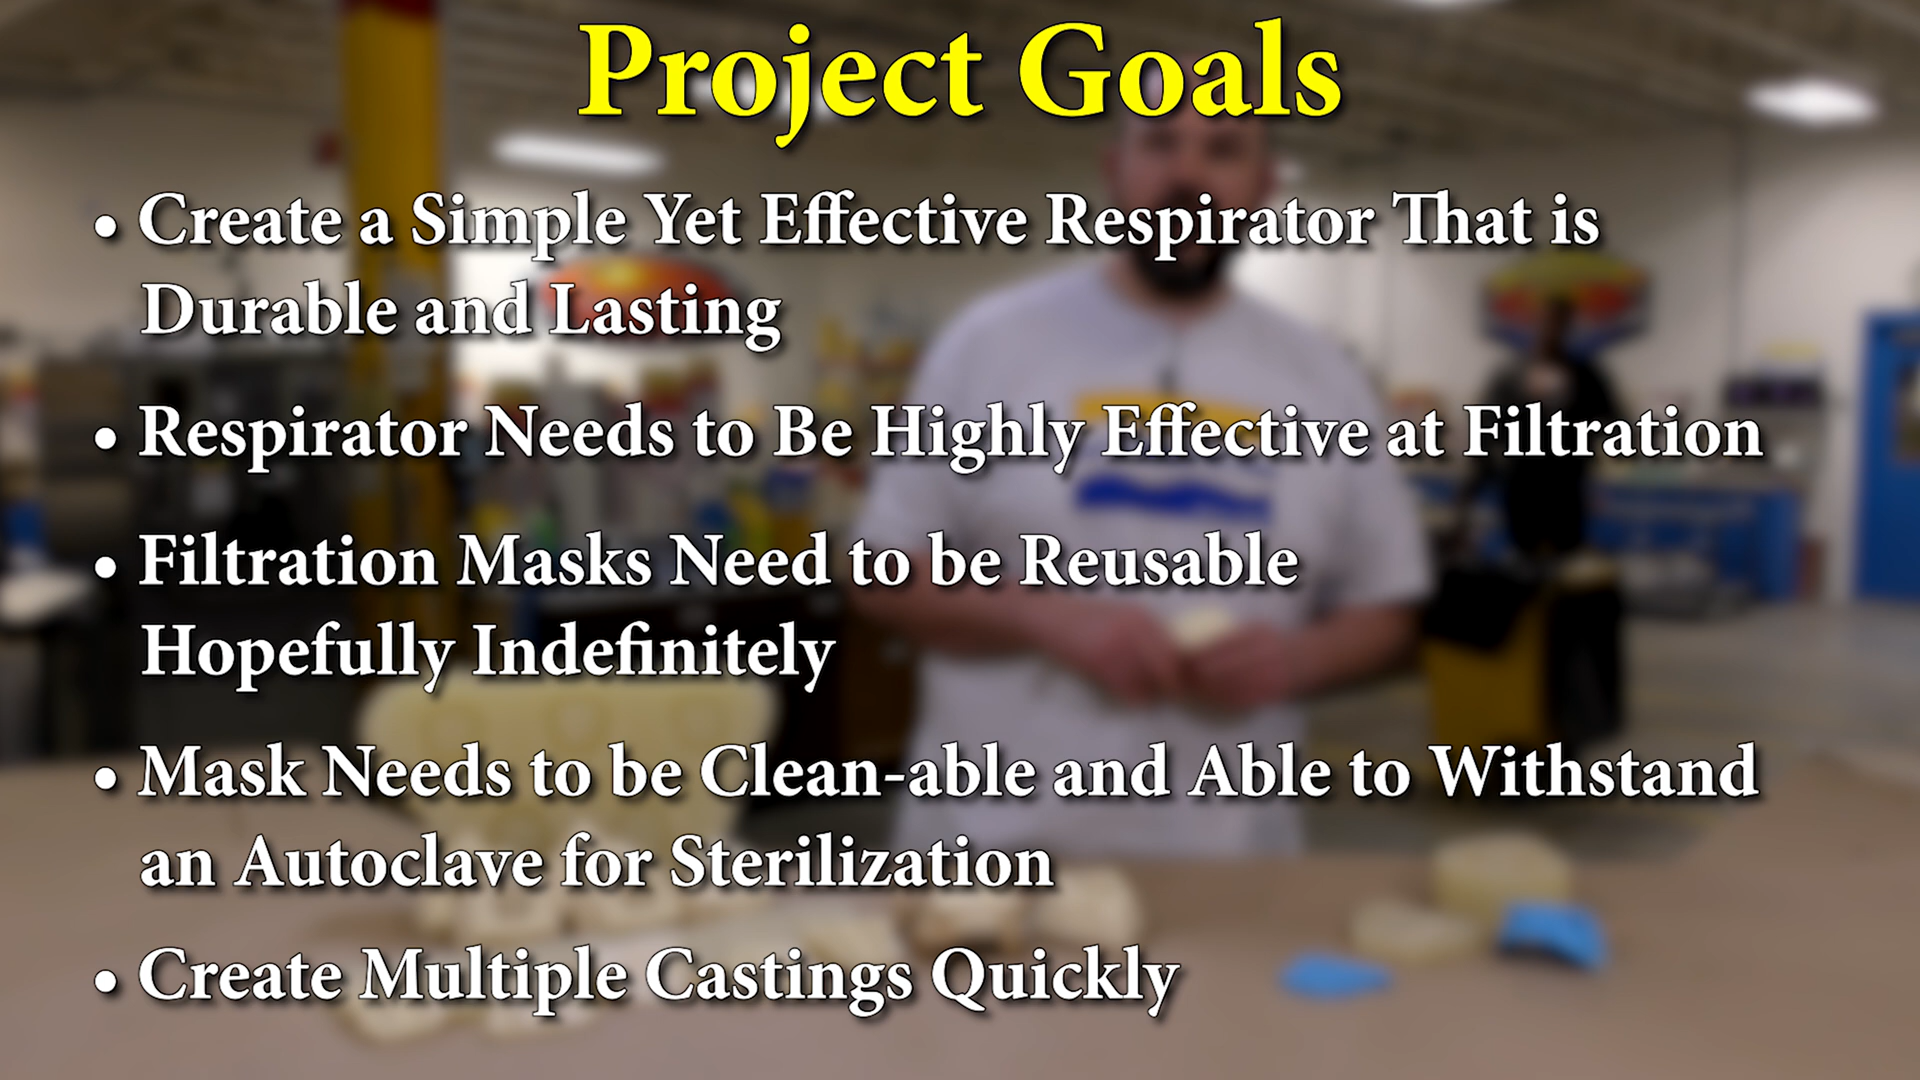 Project Goals
• Create a Simple Yet Effective Respirator That is
Durable and Lasting
• Respirator Needs to Be Highly Effective at Filtration
• Filtration Masks Need to be Reusable
Hopefully Indefinitely
• Mask Needs to be Clean-able and Able to Withstand
an Autoclave for Sterilization
• Create Multiple Castings Quickly